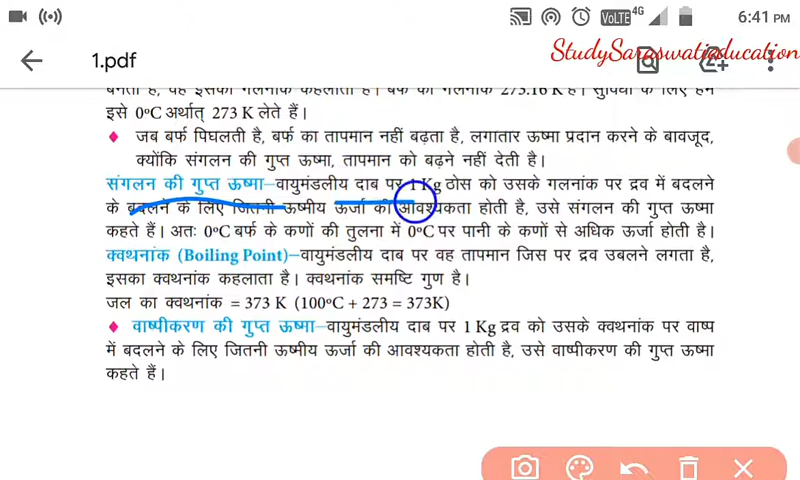 VoLTE 4G 6:41 PM
1.pdf
StudySaraswatieducation
बनता है, वह इसका गलनांक कहलाता है। बर्फ का गलनांक 273.16 K है। सुविधा के लिए हम
इसे 0°C अर्थात् 273 K लेते हैं।
♦ जब बर्फ पिघलती है, बर्फ का तापमान नहीं बढ़ता है, लगातार ऊष्मा प्रदान करने के बावजूद,
क्योंकि संगलन की गुप्त ऊष्मा, तापमान को बढ़ने नहीं देती है।
संगलन की गुप्त ऊष्मा–वायुमंडलीय दाब पर 1 Kg ठोस को उसके गलनांक पर द्रव में बदलने
के बदलने के लिए जितनी ऊष्मीय ऊर्जा की आवश्यकता होती है, उसे संगलन की गुप्त ऊष्मा
कहते हैं। अतः 0°C बर्फ के कणों की तुलना में 0°C पर पानी के कणों से अधिक ऊर्जा होती है।
क्वथनांक (Boiling Point)–वायुमंडलीय दाब पर वह तापमान जिस पर द्रव उबलने लगता है,
इसका क्वथनांक कहलाता है। क्वथनांक समष्टि गुण है।
जल का क्वथनांक = 373 K (100°C + 273 = 373K)
♦ वाष्पीकरण की गुप्त ऊष्मा–वायुमंडलीय दाब पर 1 Kg द्रव को उसके क्वथनांक पर वाष्प
में बदलने के लिए जितनी ऊष्मीय ऊर्जा की आवश्यकता होती है, उसे वाष्पीकरण की गुप्त ऊष्मा
कहते हैं।